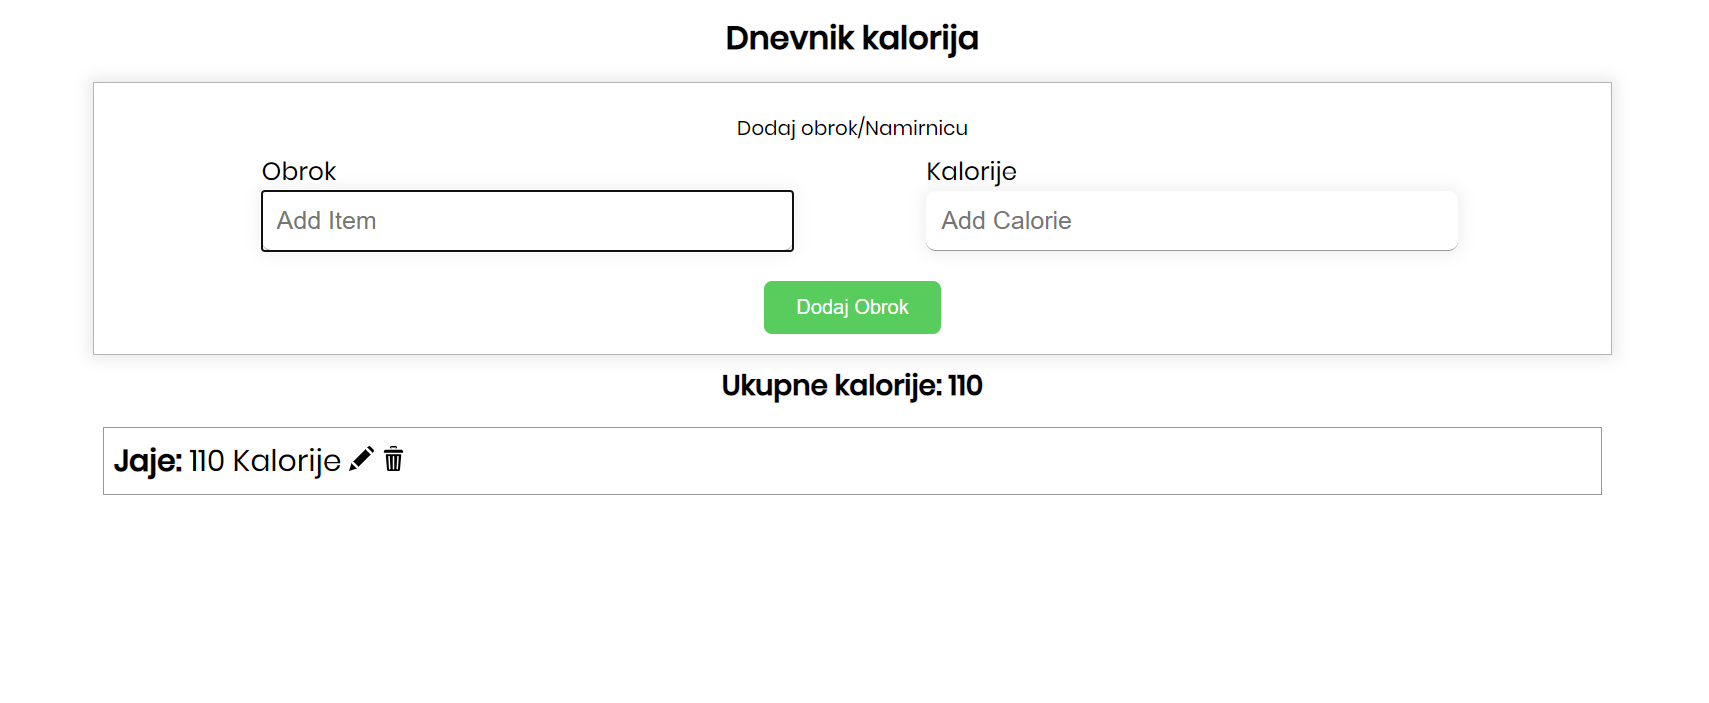 Dnevnik kalorija
Dodaj obrok/Namirnicu
Obrok
Kalorije
Add Item
Add Calorie
Dodaj Obrok
Ukupne kalorije: 110
Jaje: 110 Kalorije